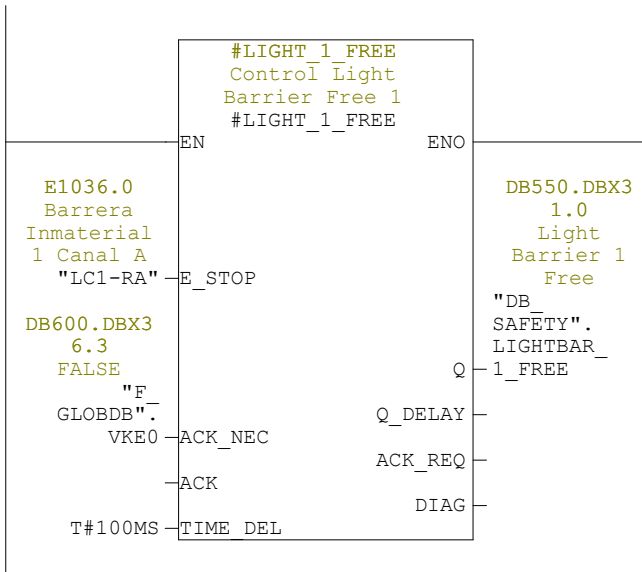 #LIGHT_1_FREE
Control Light
Barrier Free 1
#LIGHT_1_FREE
EN
ENO
E1036.0
Barrera
Inmaterial
1 Canal A
"LC1-RA"
E_STOP
DB550.DBX3
1.0
Light
Barrier 1
Free
"DB_
SAFETY".
LIGHTBAR_
1_FREE
Q
DB600.DBX3
6.3
FALSE
"F_
GLOBDB".
VKE0
ACK_NEC
Q_DELAY
ACK_REQ
ACK
DIAG
T#100MS
TIME_DEL